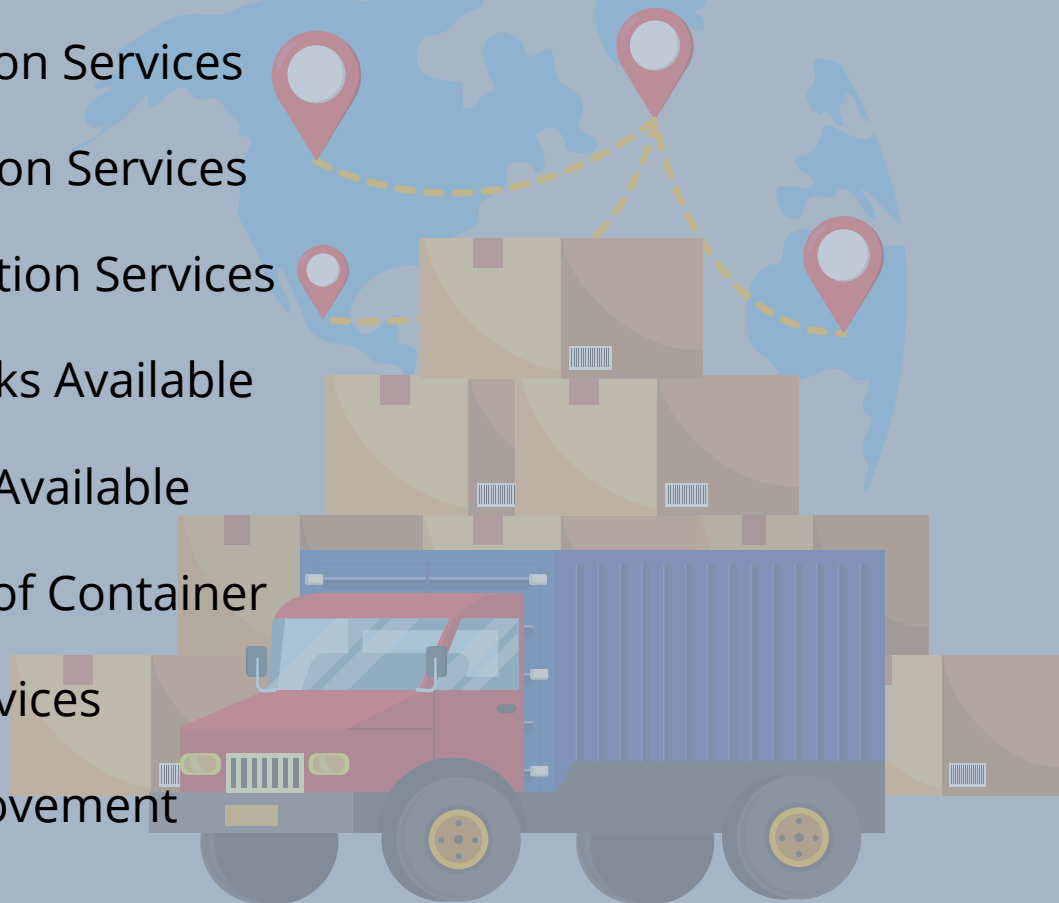 on Services
on Services
tion Services
ks Available
Available
of Container
vices
ovement